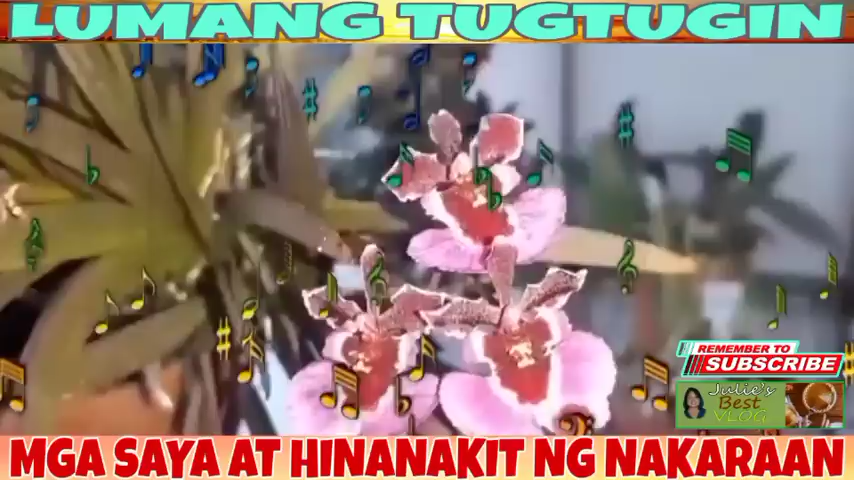 LUMANG TUGTUGIN
REMEMBER TO
SUBSCRIBE
Julie's
Best
VLOG
MGA SAYA AT HINANAKIT NG NAKARAAN